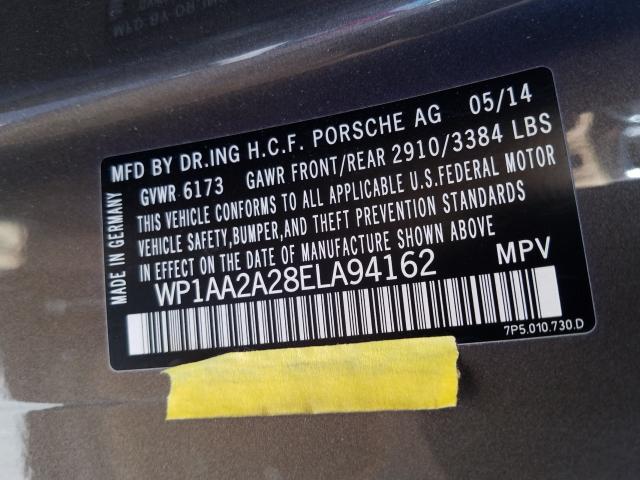 MFD BY DR.ING H.C.F. PORSCHE AG 05/14
GVWR 6173 GAWR FRONT/REAR 2910/3384 LBS
THIS VEHICLE CONFORMS TO ALL APPLICABLE U.S.FEDERAL MOTOR
VEHICLE SAFETY,BUMPER,AND THEFT PREVENTION STANDARDS
IN EFFECT ON THE DATE OF MANUFACTURE SHOWN ABOVE
WP1AA2A28ELA94162 MPV
7P5.010.730.D
MADE IN GERMANY